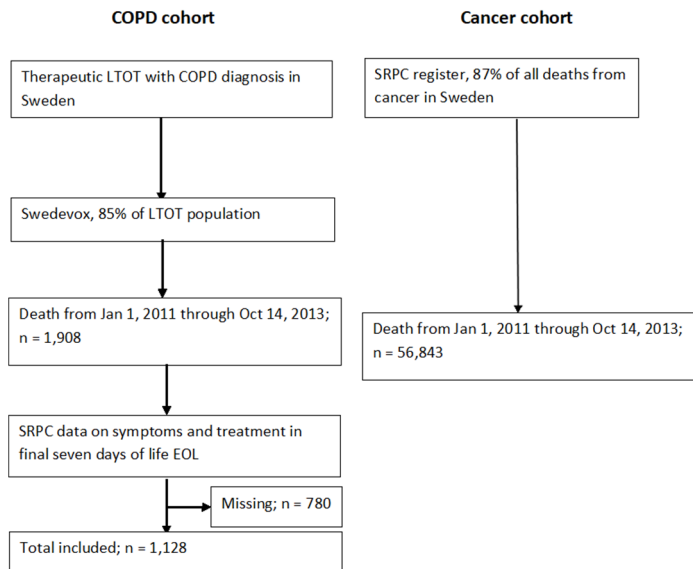 COPD cohort
Therapeutic LTOT with COPD diagnosis in
Sweden
Swedevox, 85% of LTOT population
Death from Jan 1, 2011 through Oct 14, 2013;
n = 1,908
SRPC data on symptoms and treatment in
final seven days of life EOL
Missing; n = 780
Total included; n = 1,128
Cancer cohort
SRPC register, 87% of all deaths from
cancer in Sweden
Death from Jan 1, 2011 through Oct 14, 2013;
n = 56,843